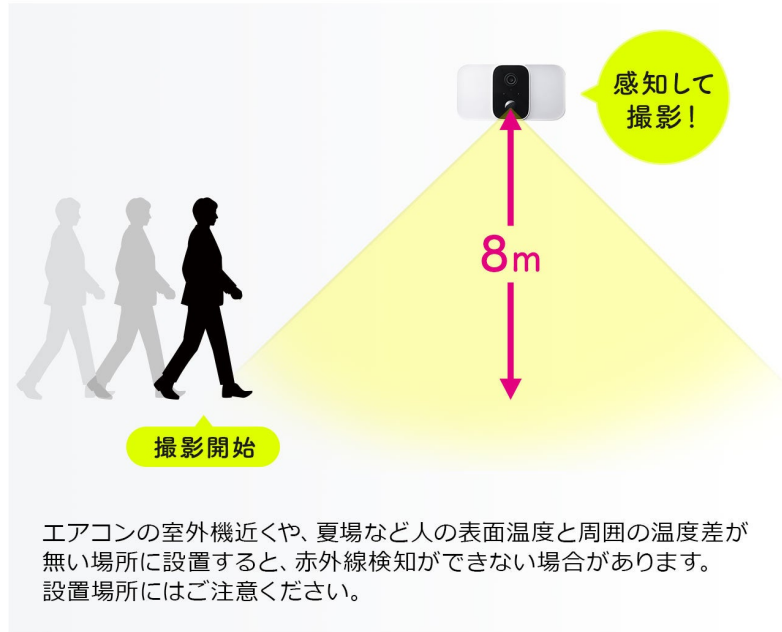 感知して
撮影！
8m
撮影開始
エアコンの室外機近くや、夏場など人の表面温度と周囲の温度差が
無い場所に設置すると、赤外線検知ができない場合があります。
設置場所にはご注意ください。